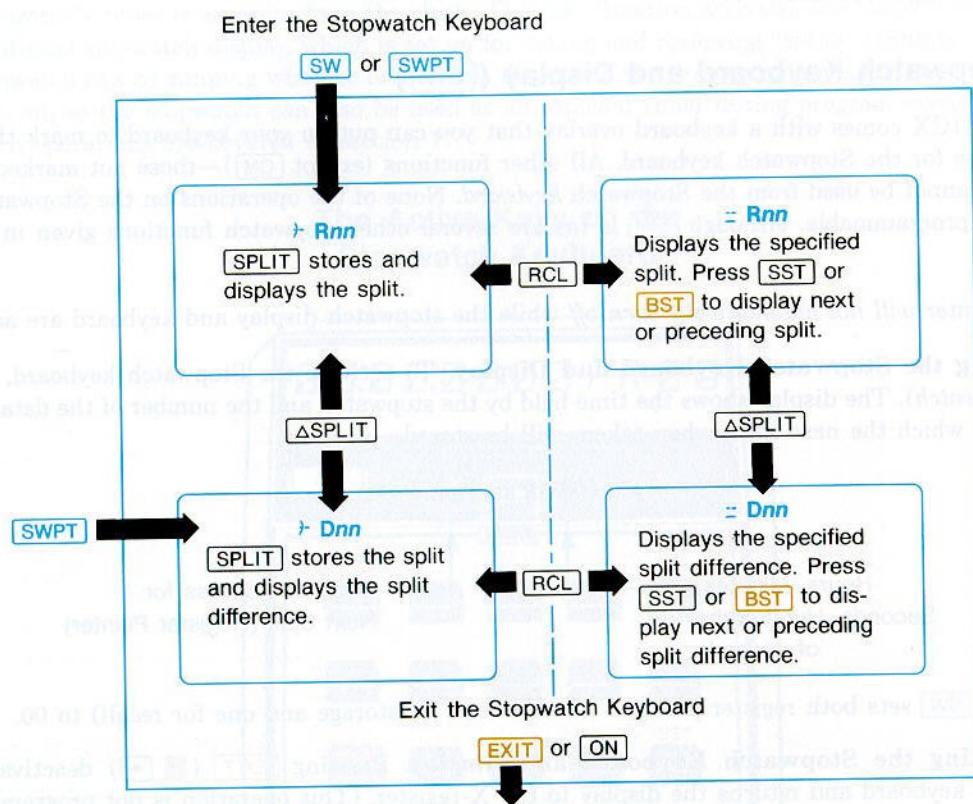 Enter the Stopwatch Keyboard
SW or SWPT
Rnn
SPLIT stores and
displays the split.
RCL
Rnn
Displays the specified
split. Press SST or
BST to display next
or preceding split.
△SPLIT
△SPLIT
SWPT
Dnn
SPLIT stores the split
and displays the split
difference.
RCL
Dnn
Displays the specified
split difference. Press
SST or BST to dis-
play next or preceding
split difference.
Exit the Stopwatch Keyboard
EXIT or ON